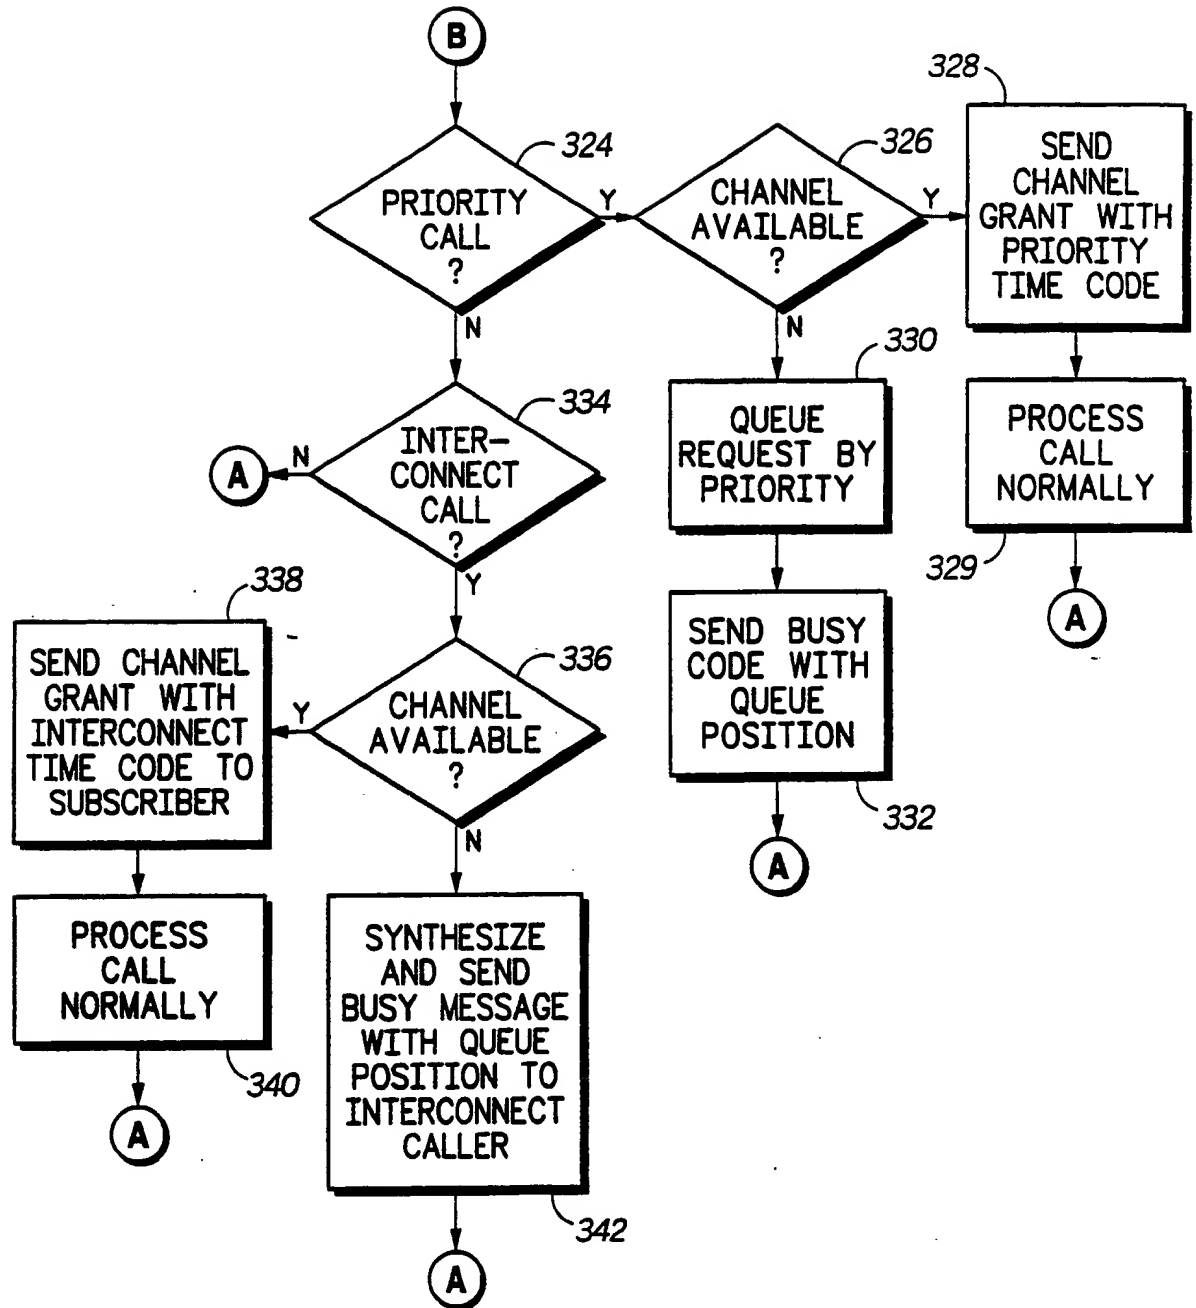 B
324
PRIORITY
CALL
?
Y
N
326
CHANNEL
AVAILABLE
?
Y
N
328
SEND
CHANNEL
GRANT WITH
PRIORITY
TIME CODE
PROCESS
CALL
NORMALLY
329
A
330
QUEUE
REQUEST BY
PRIORITY
SEND BUSY
CODE WITH
QUEUE
POSITION
332
A
334
INTER-
CONNECT
CALL
?
N
A
Y
336
CHANNEL
AVAILABLE
?
Y
N
338
SEND CHANNEL
GRANT WITH
INTERCONNECT
TIME CODE TO
SUBSCRIBER
PROCESS
CALL
NORMALLY
340
A
SYNTHESIZE
AND SEND
BUSY MESSAGE
WITH QUEUE
POSITION TO
INTERCONNECT
CALLER
342
A